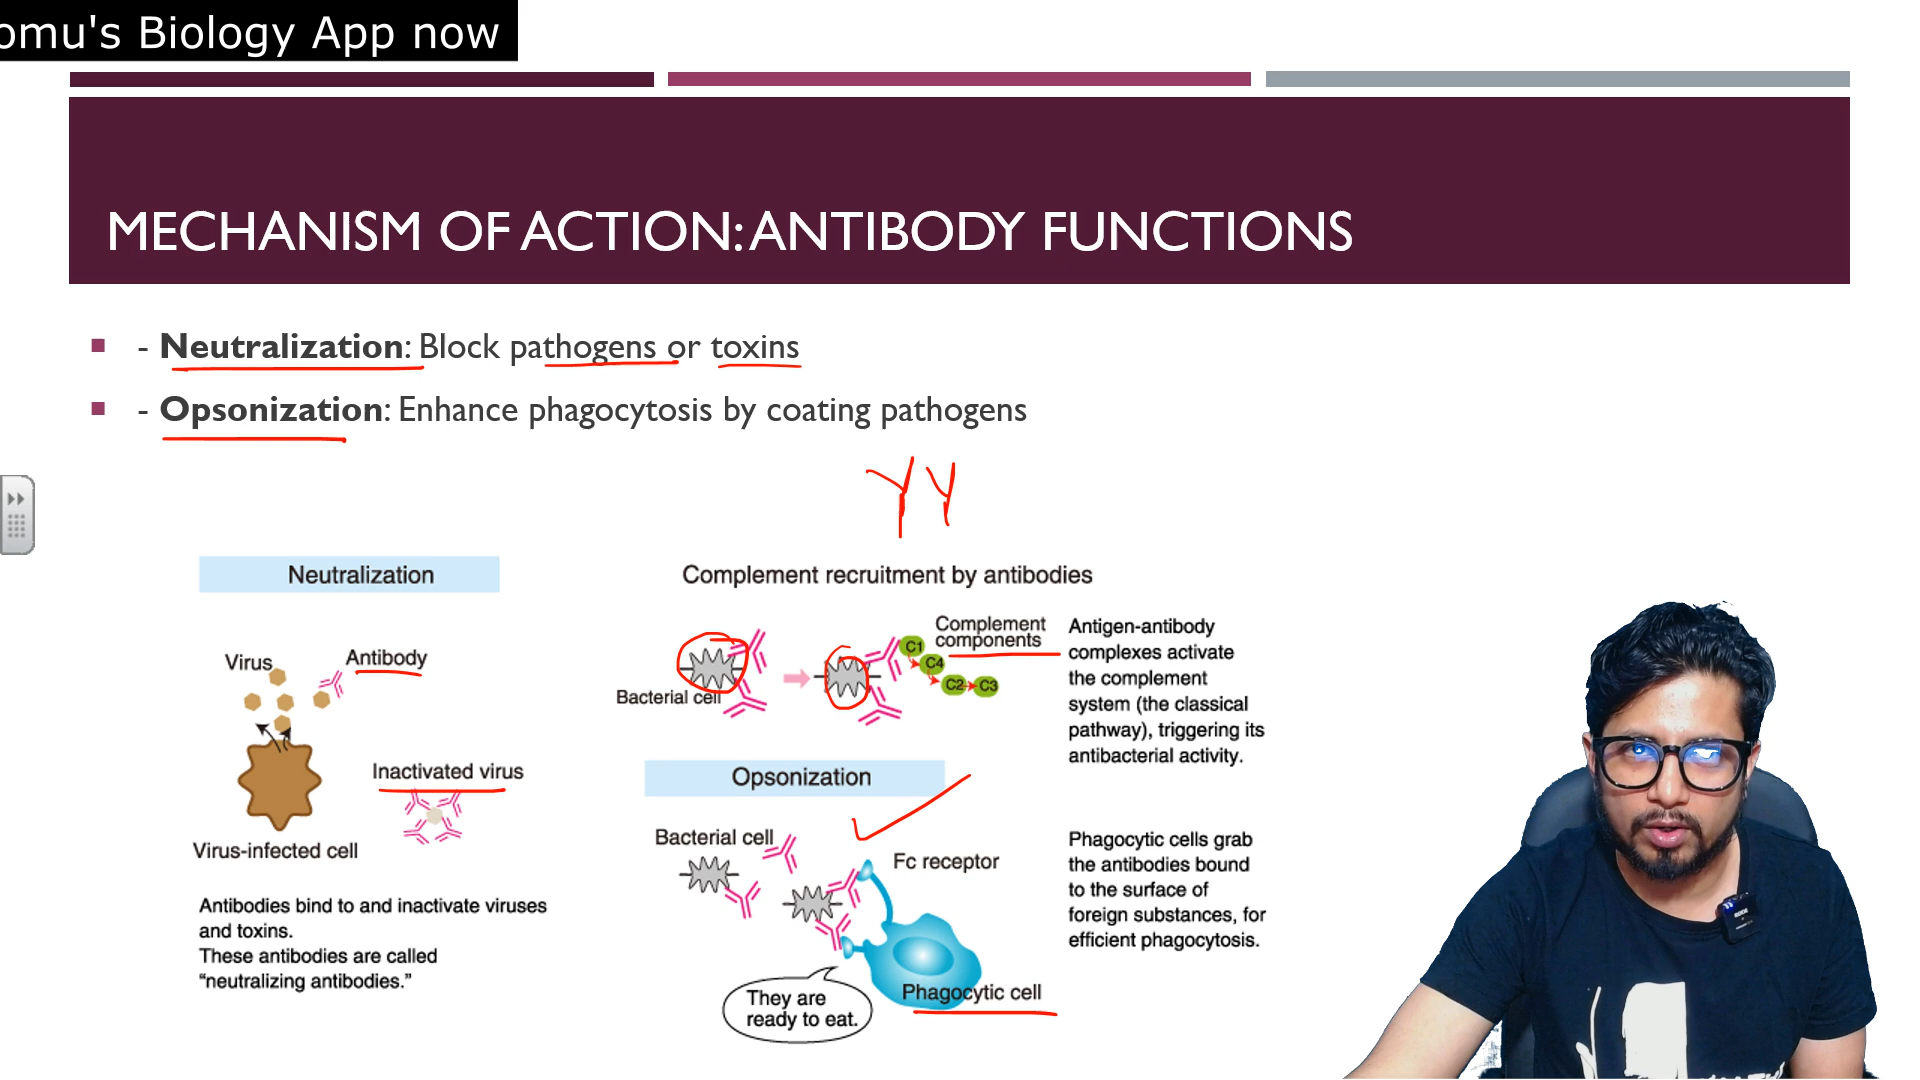 omu's Biology App now
MECHANISM OF ACTION: ANTIBODY FUNCTIONS
- Neutralization: Block pathogens or toxins
- Opsonization: Enhance phagocytosis by coating pathogens
YY
Neutralization
Virus
Antibody
Inactivated virus
Virus-infected cell
Antibodies bind to and inactivate viruses
and toxins.
These antibodies are called
“neutralizing antibodies.”
Complement recruitment by antibodies
Bacterial cell
C1
C4
C2
C3
Complement
components
Antigen-antibody
complexes activate
the complement
system (the classical
pathway), triggering its
antibacterial activity.
Opsonization
Bacterial cell
Fc receptor
Phagocytic cell
They are
ready to eat.
Phagocytic cells grab
the antibodies bound
to the surface of
foreign substances, for
efficient phagocytosis.